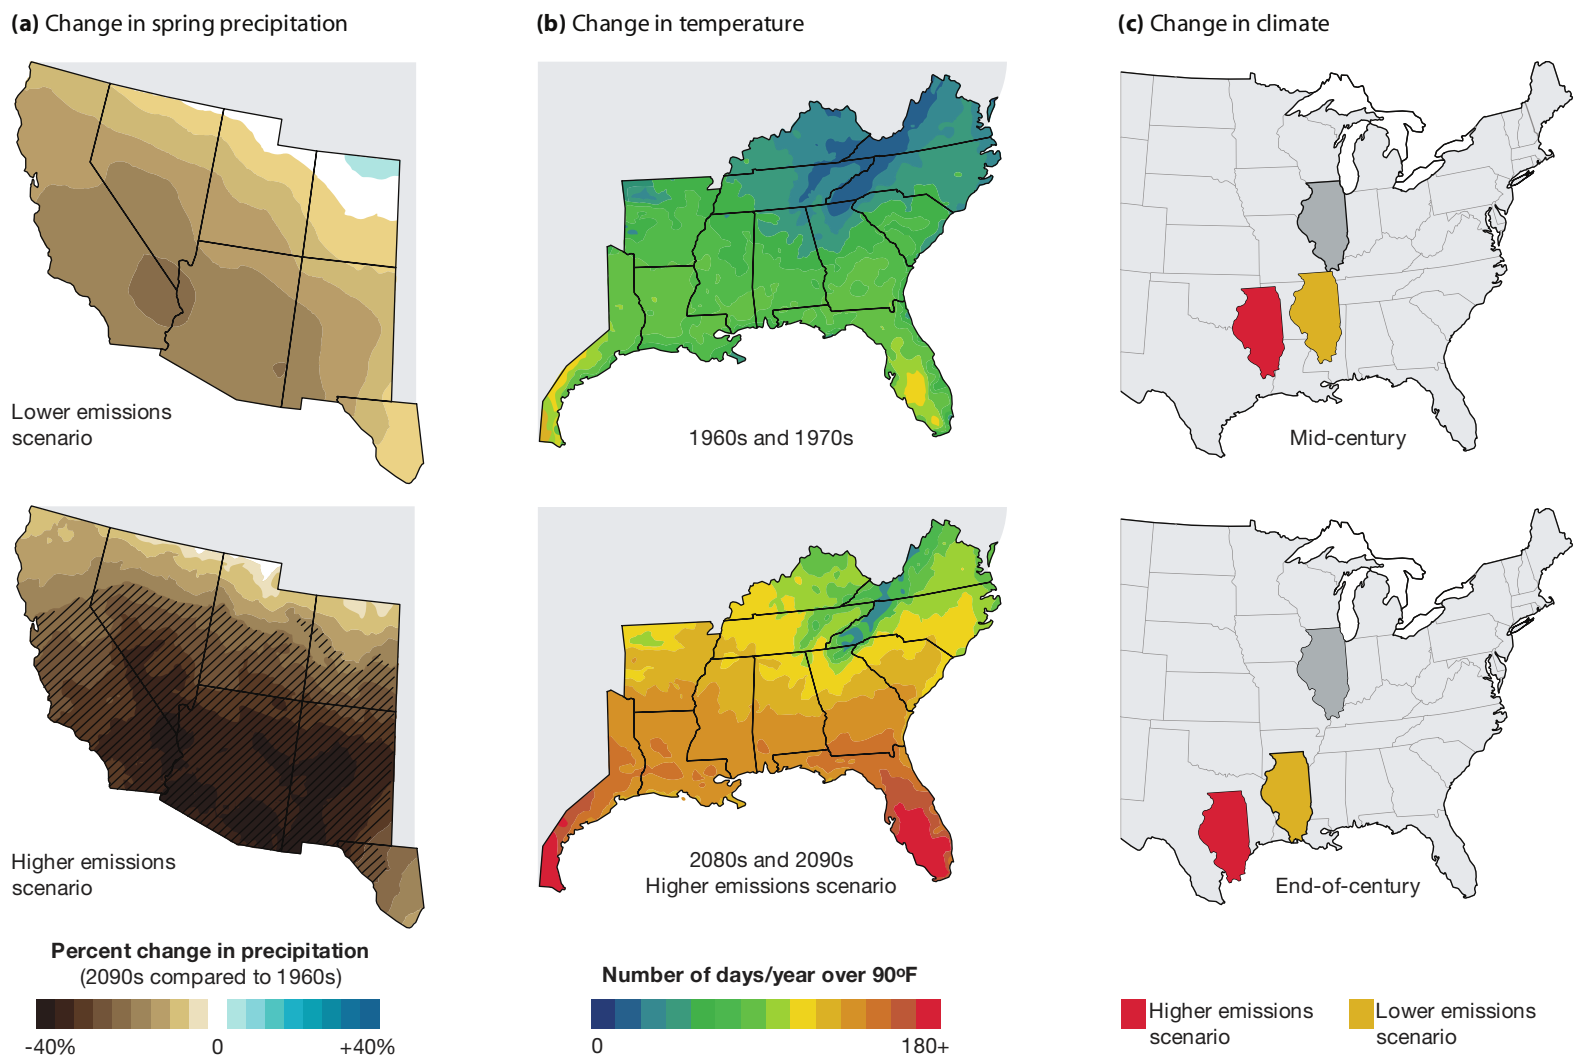 (a) Change in spring precipitation
Lower emissions
scenario
Higher emissions
scenario
Percent change in precipitation
(2090s compared to 1960s)
-40% 0 +40%
(b) Change in temperature
1960s and 1970s
2080s and 2090s
Higher emissions scenario
Number of days/year over 90ºF
0 180+
(c) Change in climate
Mid-century
End-of-century
Higher emissions
scenario
Lower emissions
scenario